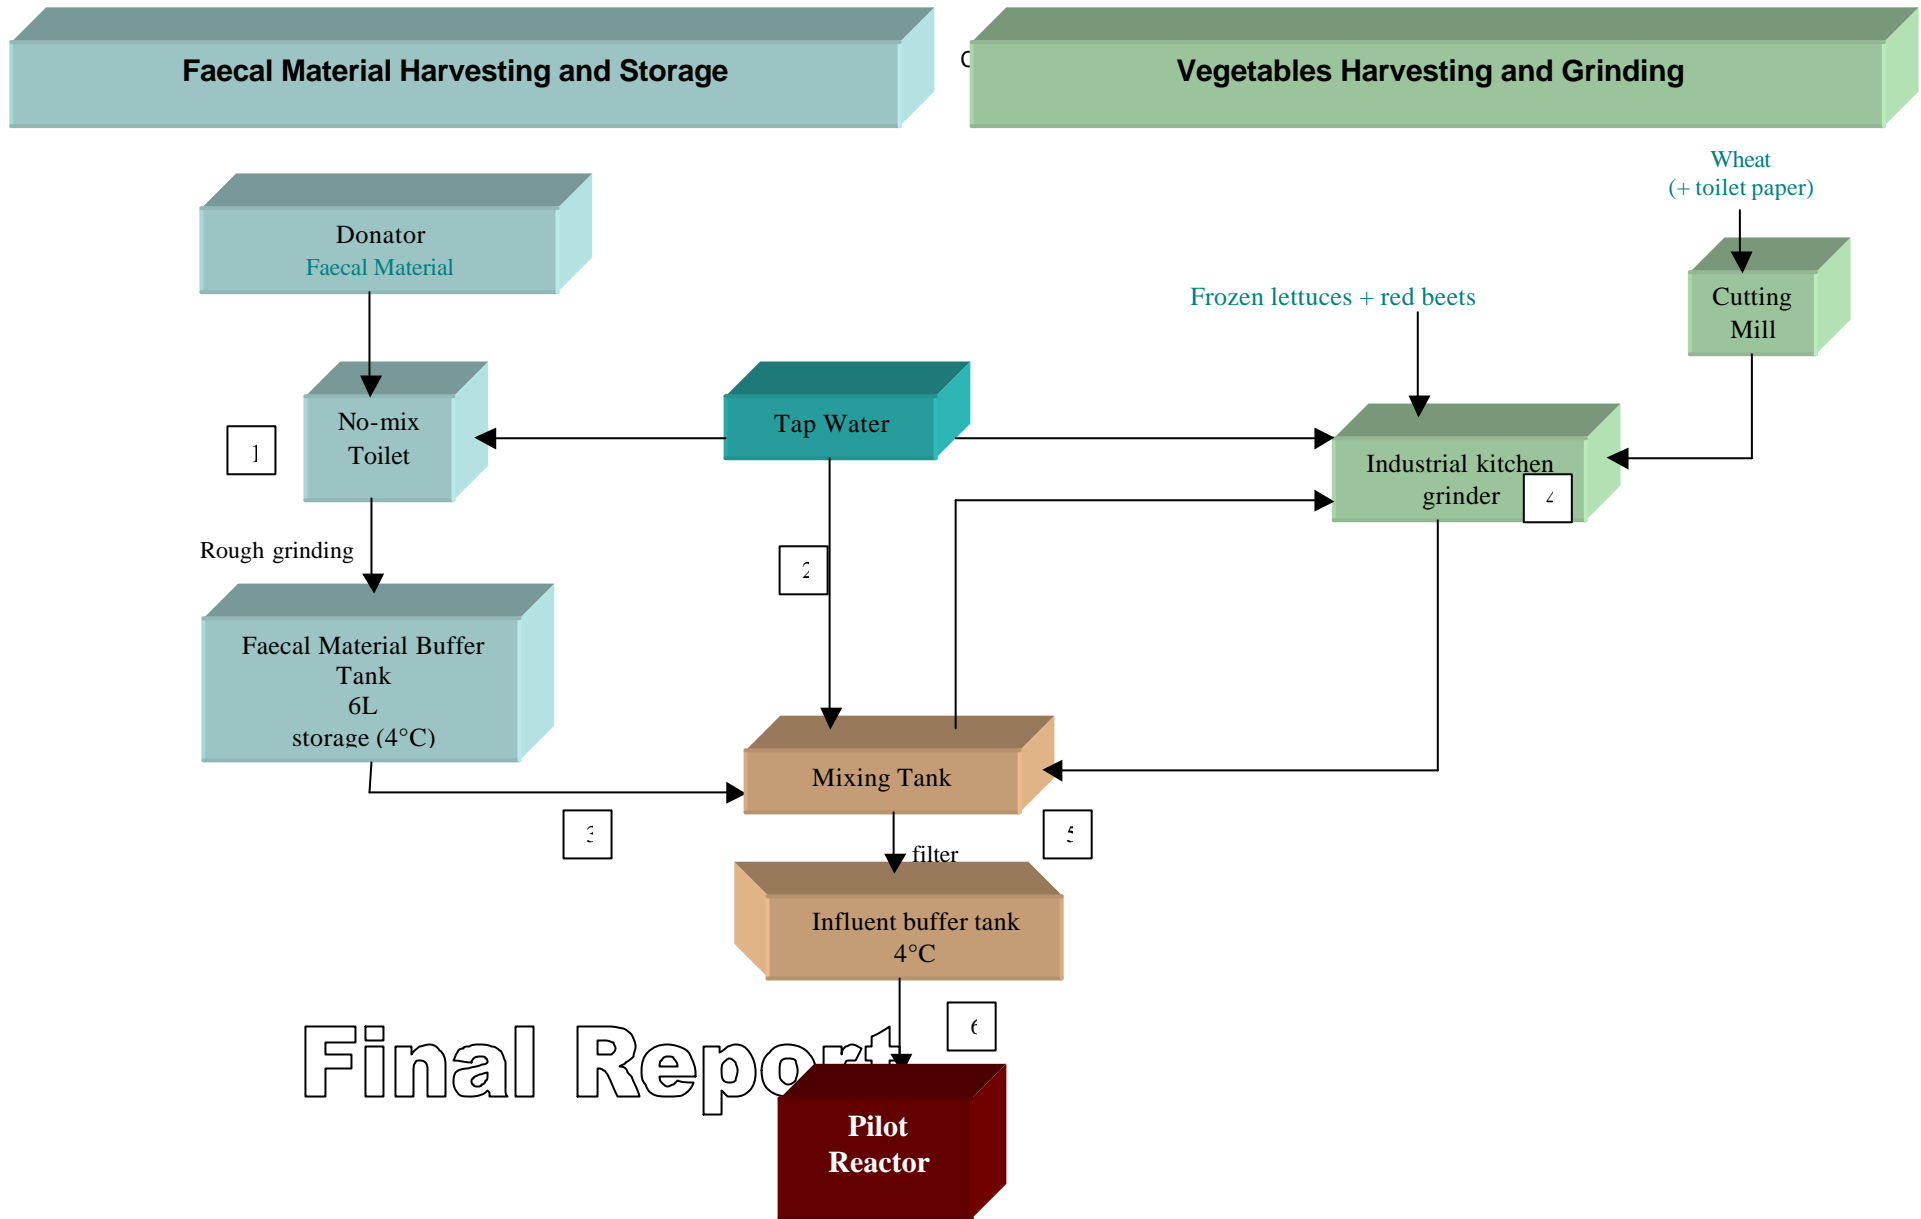 Faecal Material Harvesting and Storage
Vegetables Harvesting and Grinding
Wheat
(+ toilet paper)
Donator
Faecal Material
Cutting
Mill
Frozen lettuces + red beets
No-mix
Toilet
Tap Water
1
Industrial kitchen
grinder
4
Rough grinding
2
Faecal Material Buffer
Tank
6L
storage (4°C)
Mixing Tank
3
5
filter
Influent buffer tank
4°C
6
Final Report
Pilot
Reactor